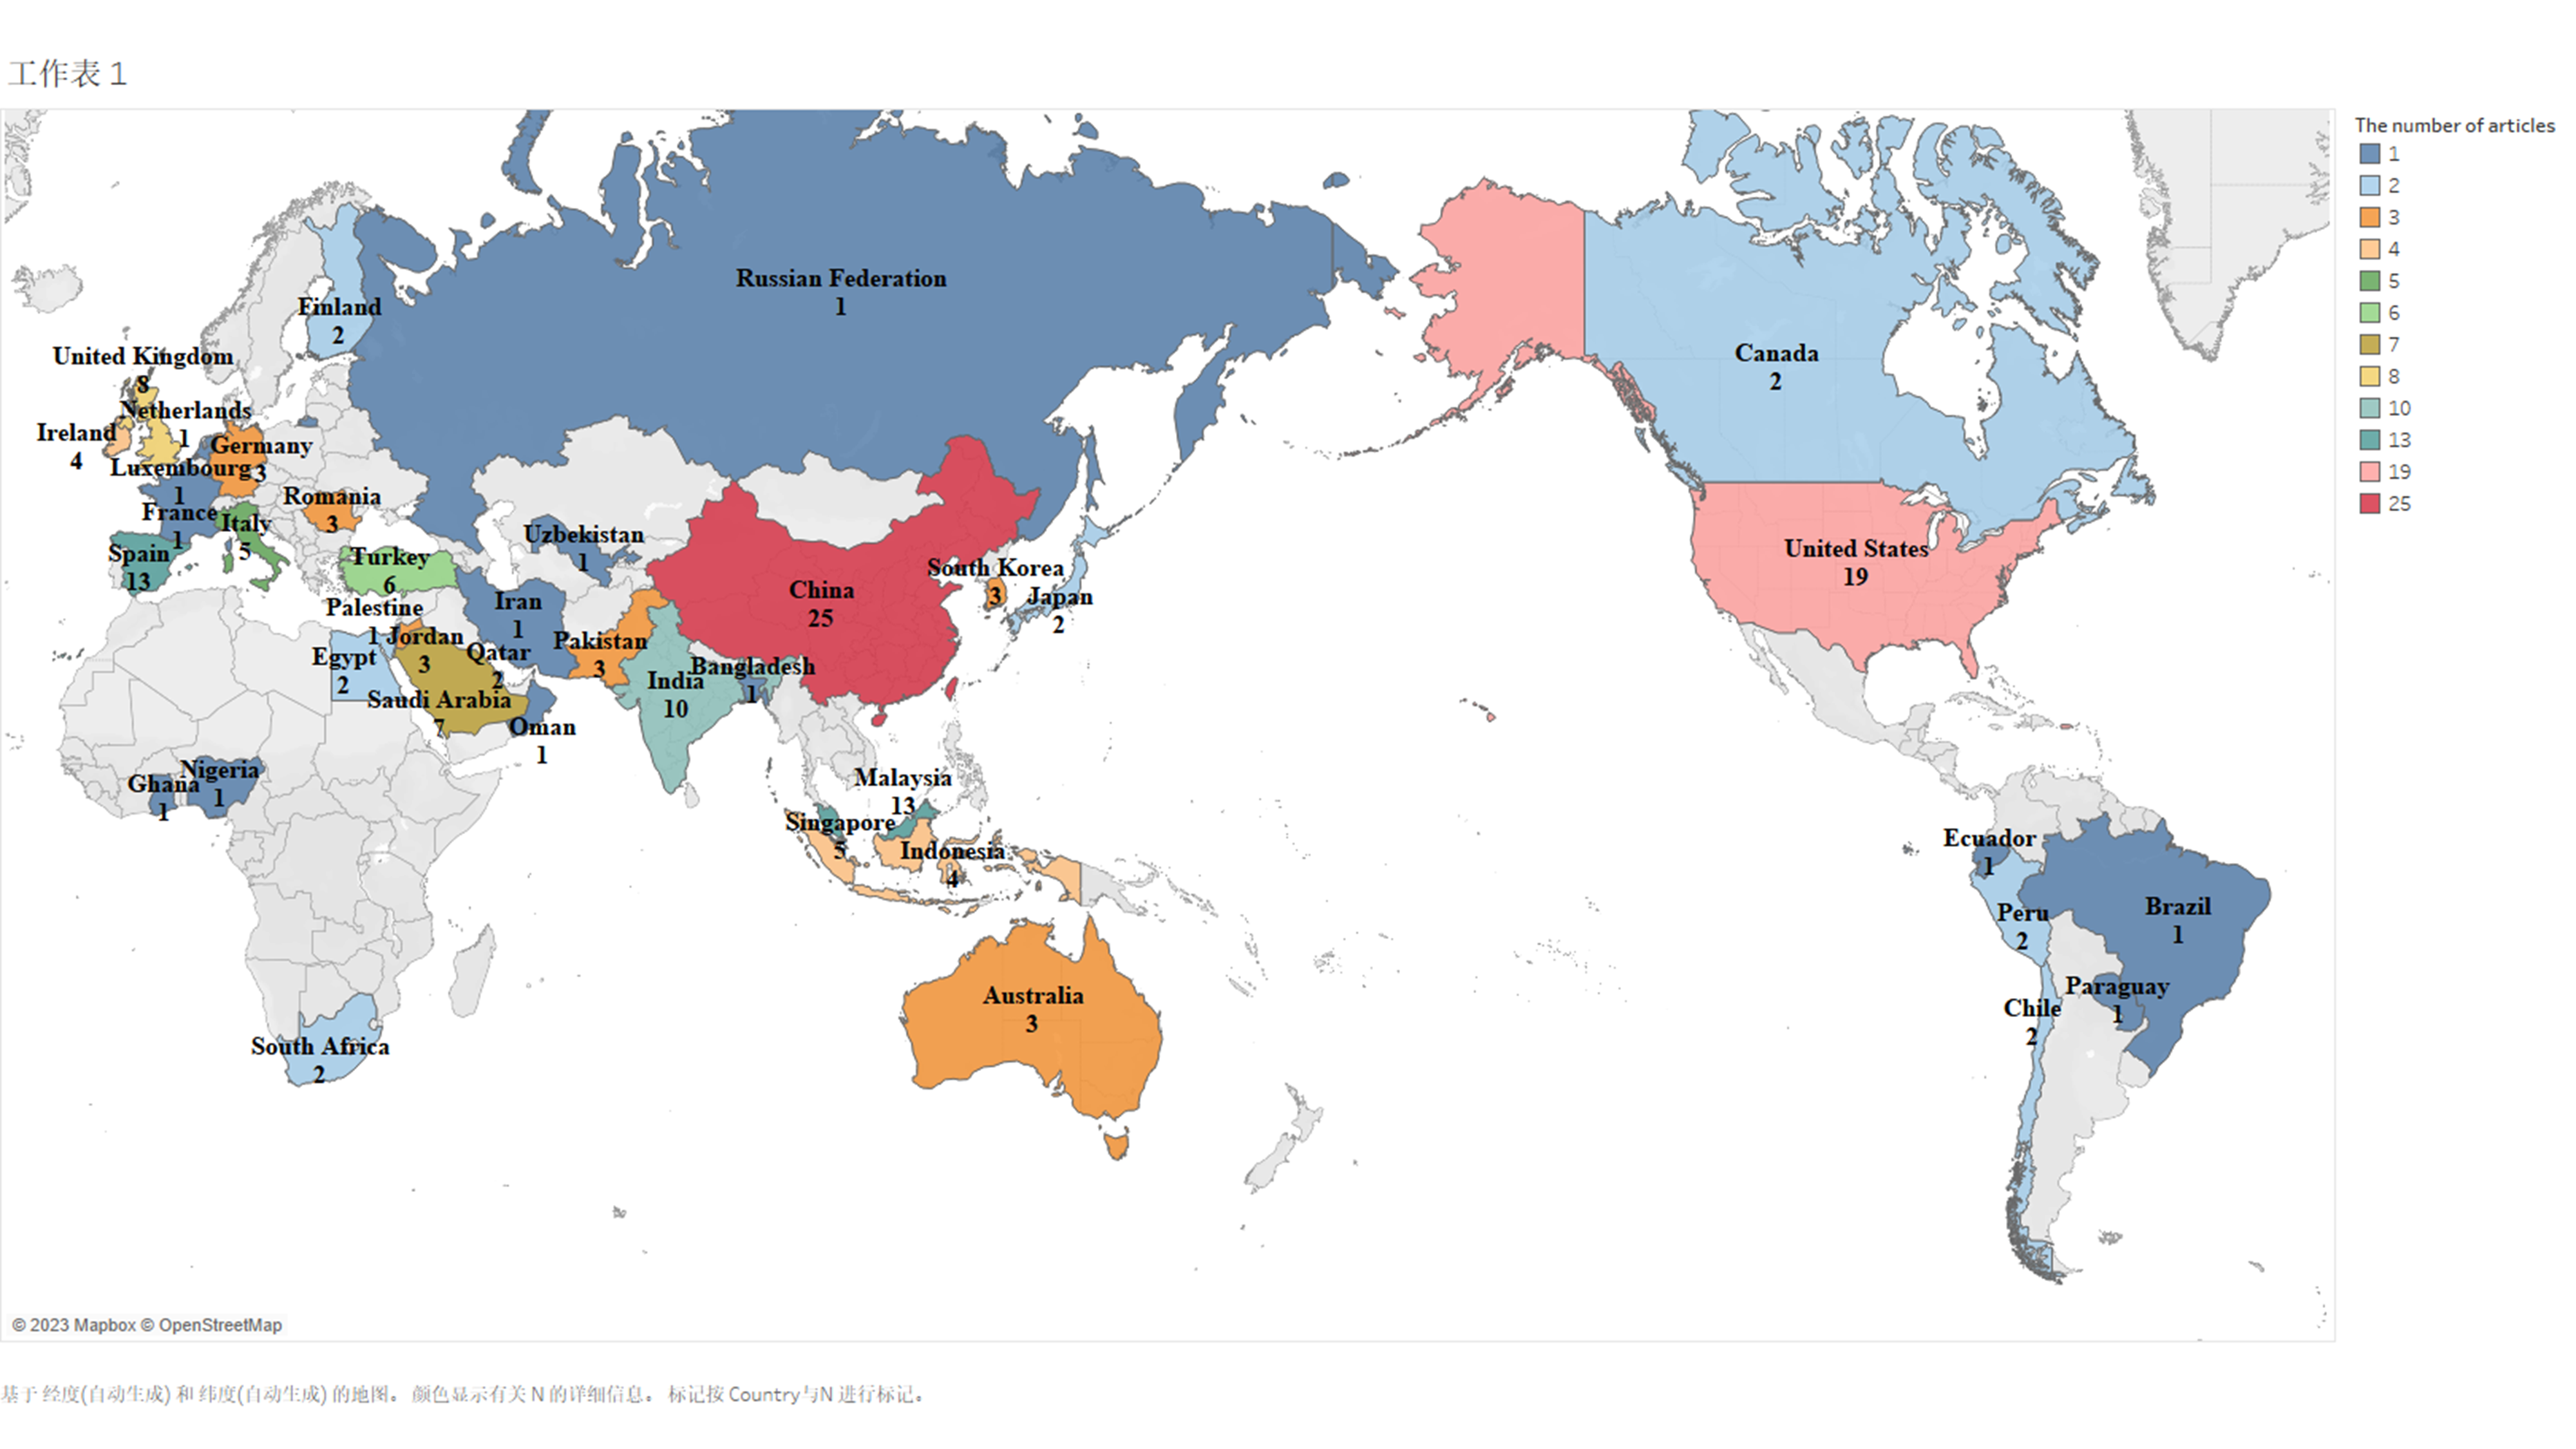 工作表 1
The number of articles
1
2
3
4
5
6
7
8
10
13
19
25
Russian Federation
1
Finland
2
United Kingdom
8
Netherlands
1
Ireland
4
Germany
3
Luxembourg
1
France
1
Romania
3
Italy
5
Spain
13
Turkey
6
Uzbekistan
1
Palestine
1
Jordan
3
Iran
1
Egypt
2
Qatar
2
Pakistan
3
Saudi Arabia
7
Oman
1
India
10
Bangladesh
1
China
25
South Korea
3
Japan
2
Ghana
1
Nigeria
1
South Africa
2
Malaysia
13
Singapore
5
Indonesia
4
Australia
3
Canada
2
United States
19
Ecuador
1
Peru
2
Brazil
1
Paraguay
1
Chile
2
© 2023 Mapbox © OpenStreetMap
基于 经度(自动生成) 和 纬度(自动生成) 的地图。 颜色显示有关 N 的详细信息。 标记按 Country与N 进行标记。